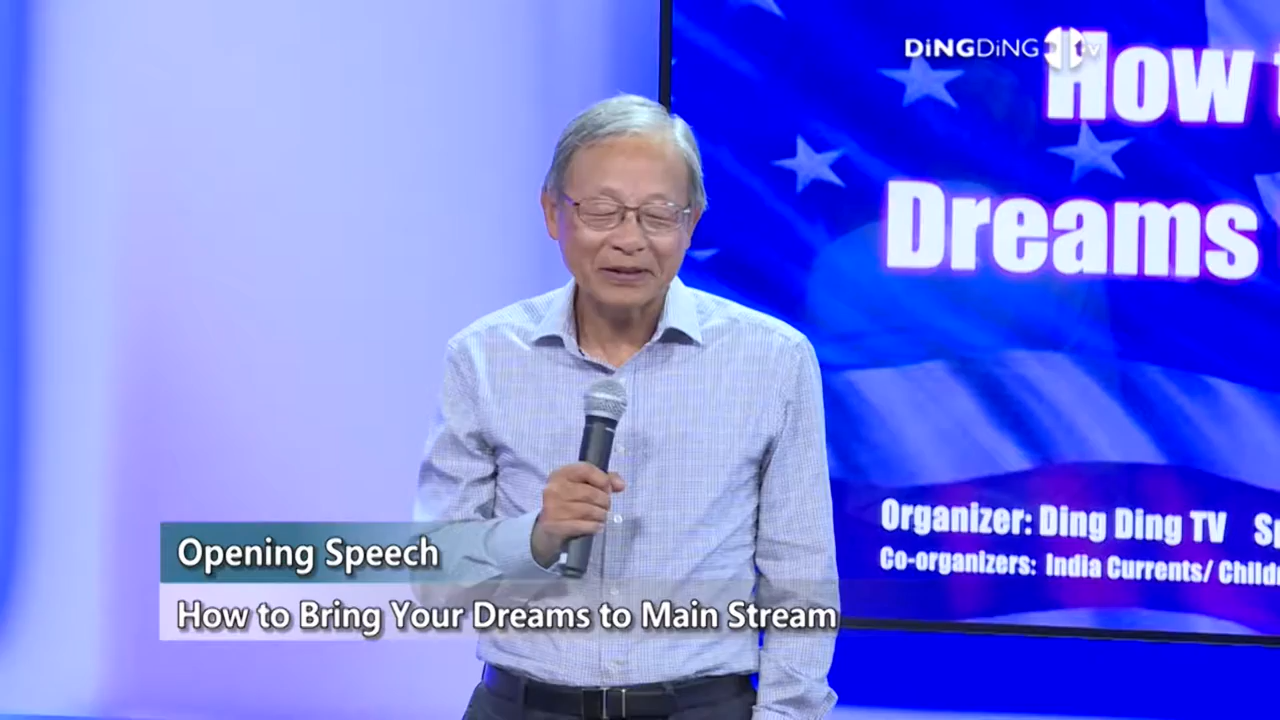 DiNGDiNG tv
How
Dreams
Organizer: Ding Ding TV
Co-organizers: India Currents/
Opening Speech
How to Bring Your Dreams to Main Stream